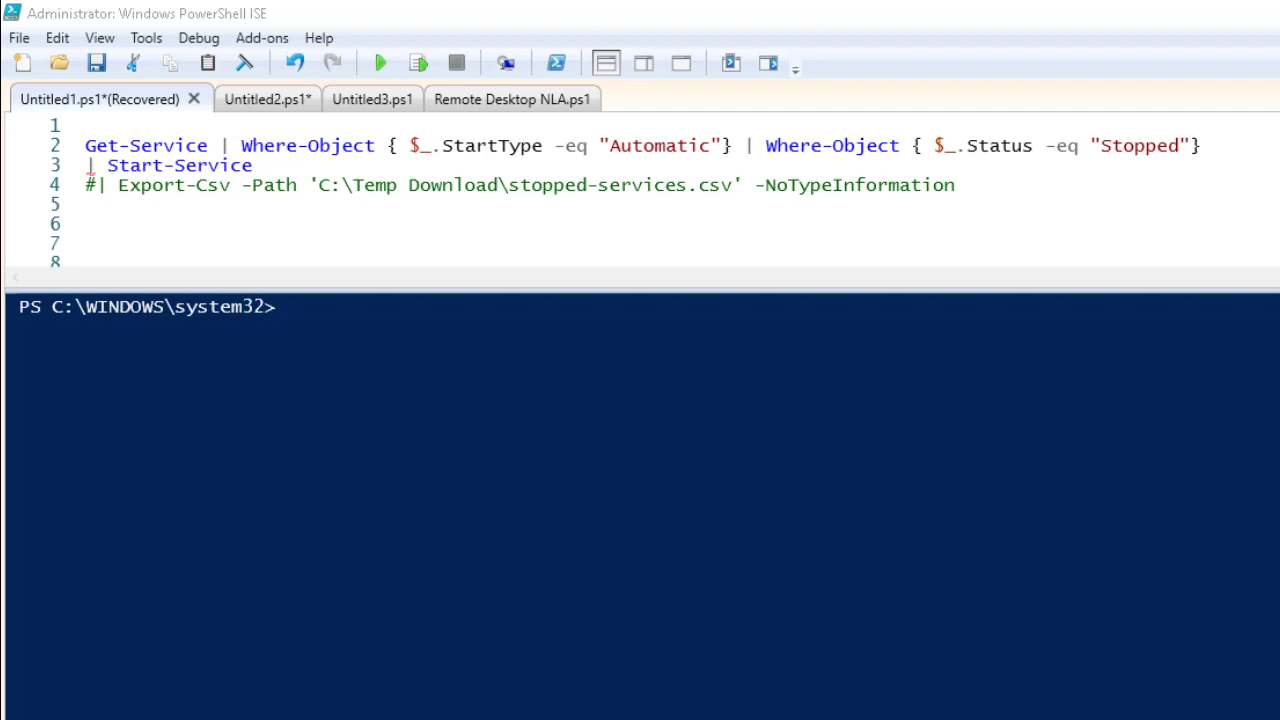 Administrator: Windows PowerShell ISE
File Edit View Tools Debug Add-ons Help
Untitled1.ps1*(Recovered) Untitled2.ps1* Untitled3.ps1 Remote Desktop NLA.ps1
1
2 Get-Service | Where-Object { $_.StartType -eq "Automatic"} | Where-Object { $_.Status -eq "Stopped"}
3 | Start-Service
4 #| Export-Csv -Path 'C:\Temp Download\stopped-services.csv' -NoTypeInformation
5
6
7
8
PS C:\WINDOWS\system32>